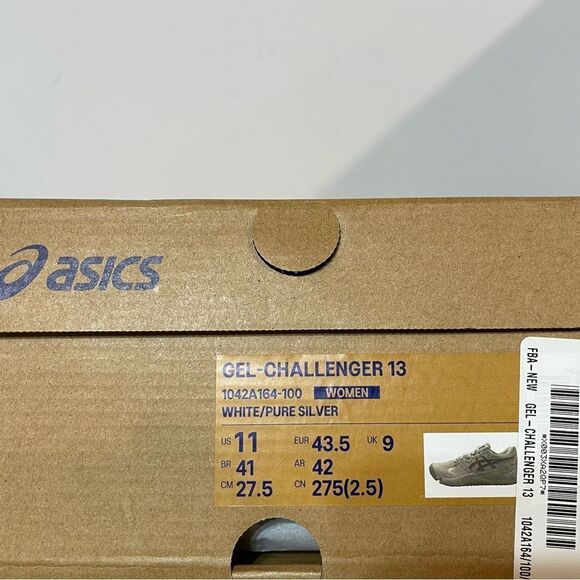 asics
GEL-CHALLENGER 13
1042A164-100 WOMEN
WHITE/PURE SILVER
US 11 EUR 43.5 UK 9
BR 41 AR 42
CM 27.5 CN 275(2.5)
*X003XA20P7*
FBA-NEW GEL-CHALLENGER 13 1042A164/100/